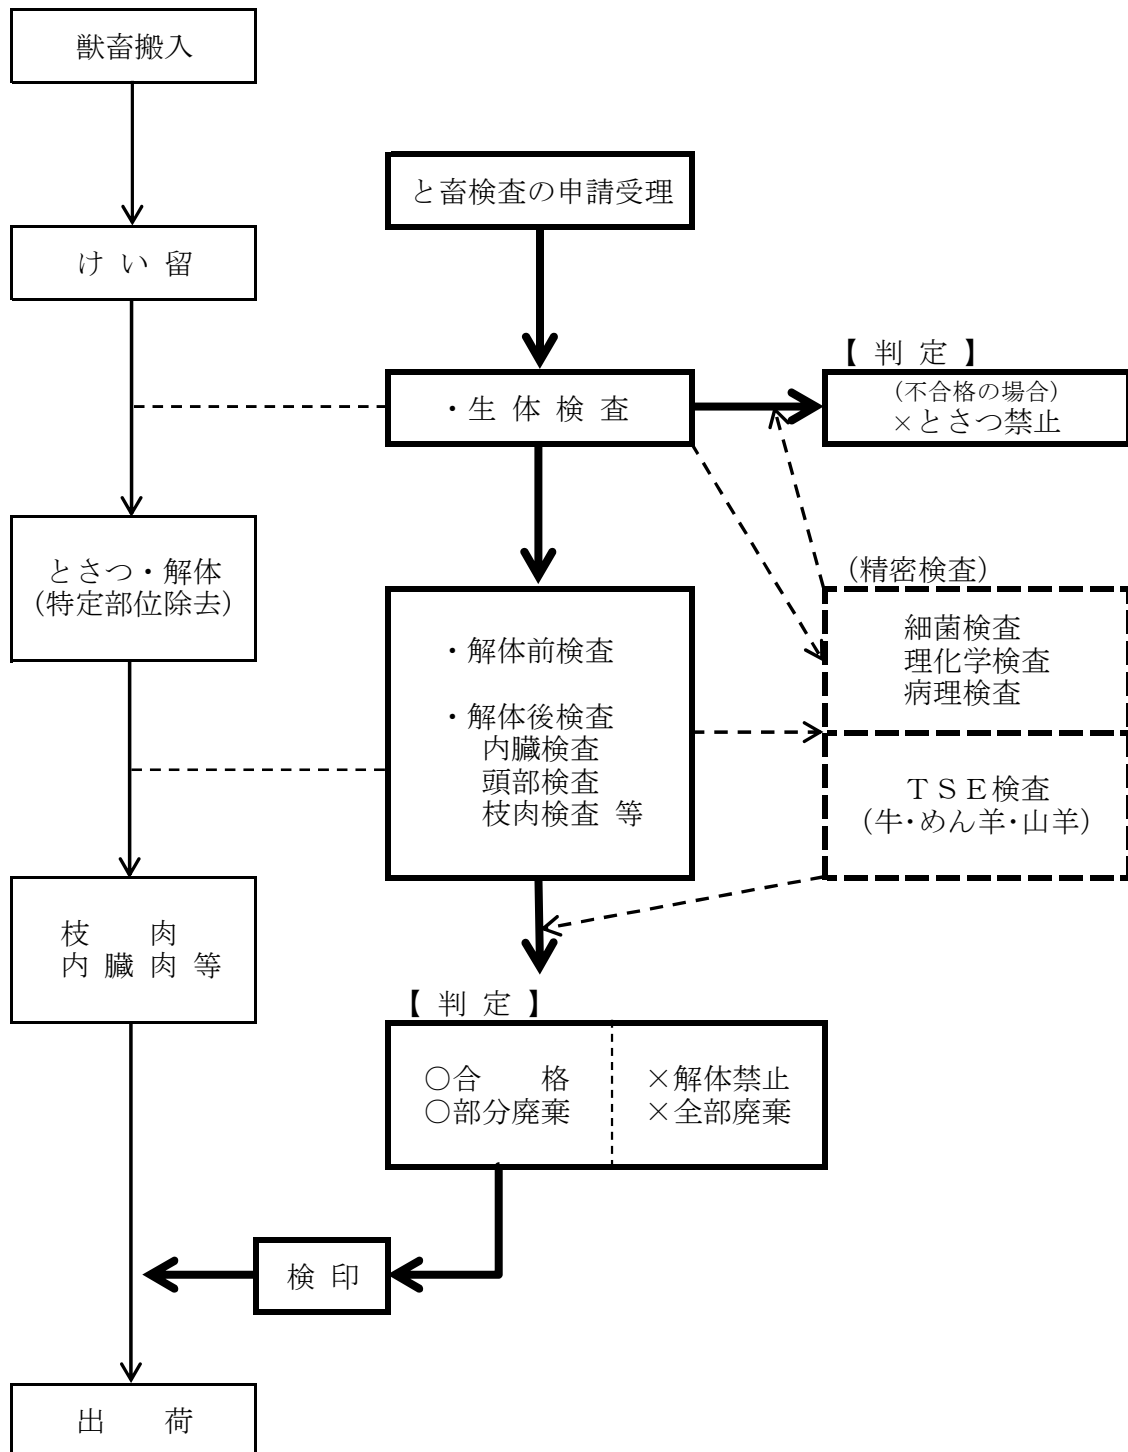 獣畜搬入
と畜検査の申請受理
け い 留
【 判 定 】
・生 体 検 査
(不合格の場合)
×とさつ禁止
とさつ・解体
(特定部位除去)
(精密検査)
細菌検査
理化学検査
病理検査
・解体前検査
・解体後検査
内臓検査
頭部検査
枝肉検査 等
TSE検査
(牛・めん羊・山羊)
枝 肉
内 臓 肉 等
【 判 定 】
○合 格
○部分廃棄
×解体禁止
×全部廃棄
検 印
出 荷